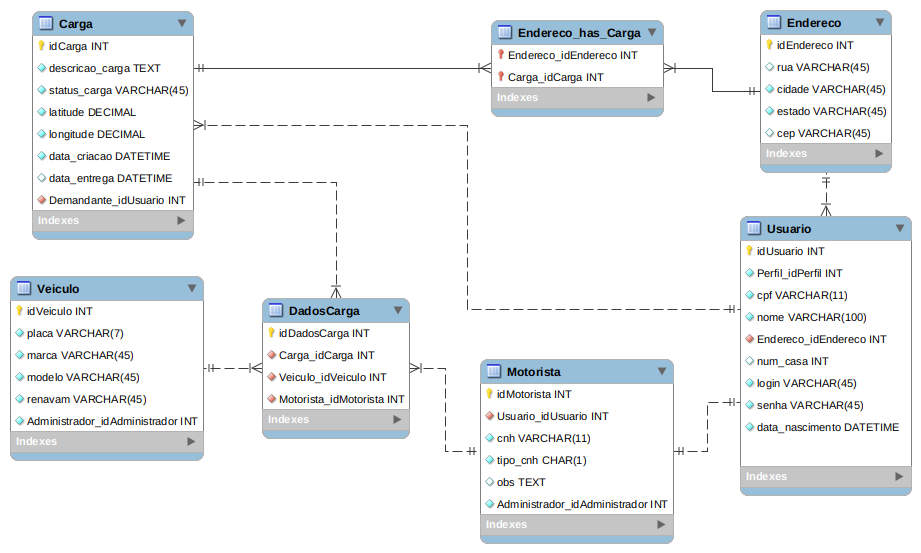 Carga
idCarga INT
descricao_carga TEXT
status_carga VARCHAR(45)
latitude DECIMAL
longitude DECIMAL
data_criacao DATETIME
data_entrega DATETIME
Demandante_idUsuario INT
Indexes
Endereco_has_Carga
Endereco_idEndereco INT
Carga_idCarga INT
Indexes
Endereco
idEndereco INT
rua VARCHAR(45)
cidade VARCHAR(45)
estado VARCHAR(45)
cep VARCHAR(45)
Indexes
Veiculo
idVeiculo INT
placa VARCHAR(7)
marca VARCHAR(45)
modelo VARCHAR(45)
renavam VARCHAR(45)
Administrador_idAdministrador INT
Indexes
DadosCarga
idDadosCarga INT
Carga_idCarga INT
Veiculo_idVeiculo INT
Motorista_idMotorista INT
Indexes
Motorista
idMotorista INT
Usuario_idUsuario INT
cnh VARCHAR(11)
tipo_cnh CHAR(1)
obs TEXT
Administrador_idAdministrador INT
Indexes
Usuario
idUsuario INT
Perfil_idPerfil INT
cpf VARCHAR(11)
nome VARCHAR(100)
Endereco_idEndereco INT
num_casa INT
login VARCHAR(45)
senha VARCHAR(45)
data_nascimento DATETIME
Indexes